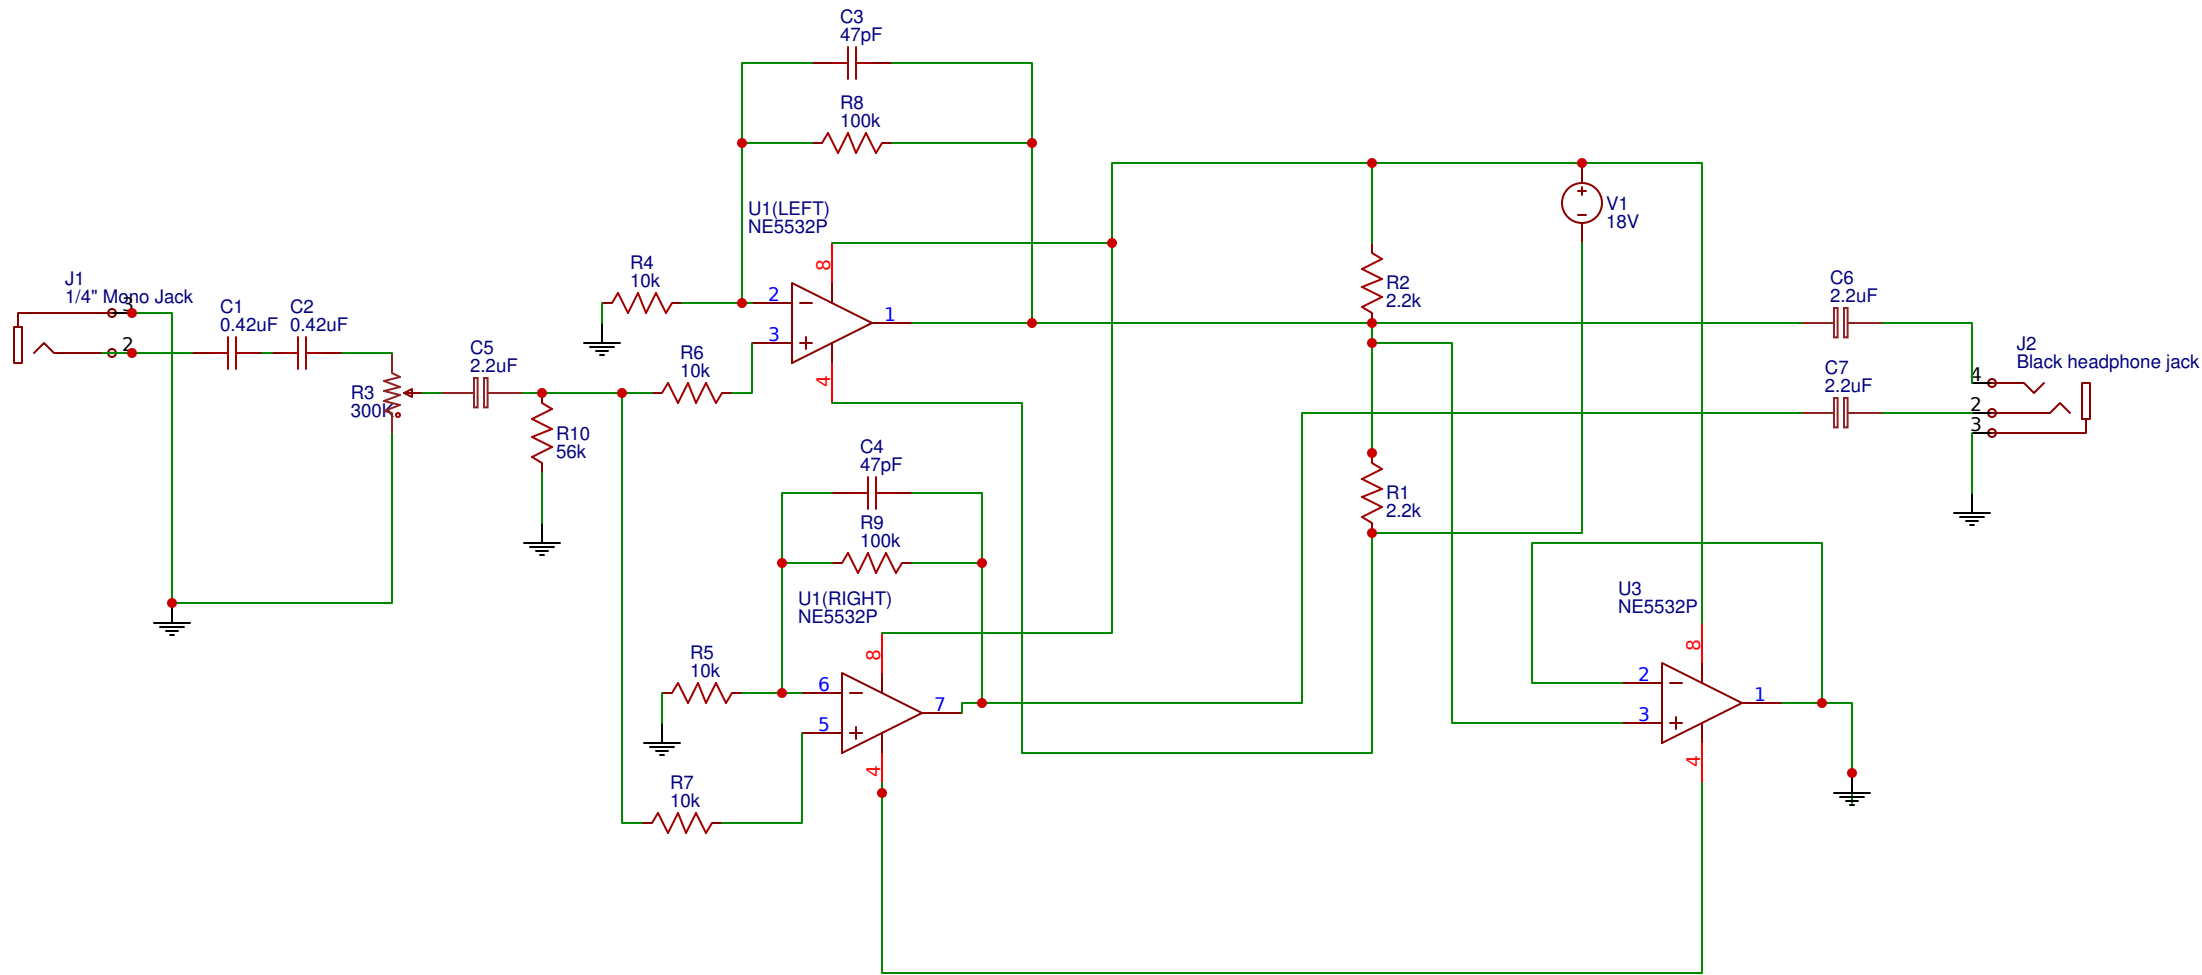 C3
47pF
R8
100k
U1(LEFT)
NE5532P
8
V1
18V
J1
1/4" Mono Jack
3
2
C1
0.42uF
C2
0.42uF
R4
10k
2
3
1
4
R2
2.2k
C6
2.2uF
J2
Black headphone jack
4
2
3
C7
2.2uF
C5
2.2uF
R6
10k
R3
300K
R10
56k
C4
47pF
R9
100k
R1
2.2k
U1(RIGHT)
NE5532P
8
U3
NE5532P
8
R5
10k
6
5
7
4
2
3
1
4
R7
10k